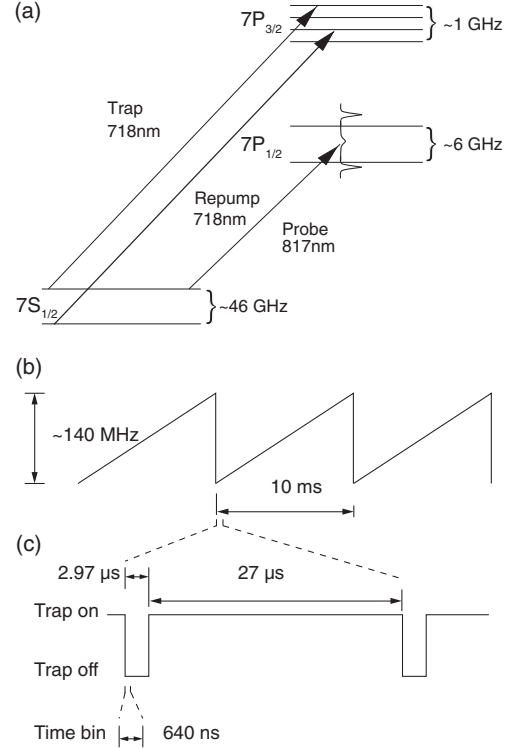 (a)
7P3/2
~1 GHz
Trap
718nm
7P1/2
~6 GHz
Repump
718nm
Probe
817nm
7S1/2
~46 GHz
(b)
~140 MHz
10 ms
(c)
2.97 μs
27 μs
Trap on
Trap off
Time bin
640 ns